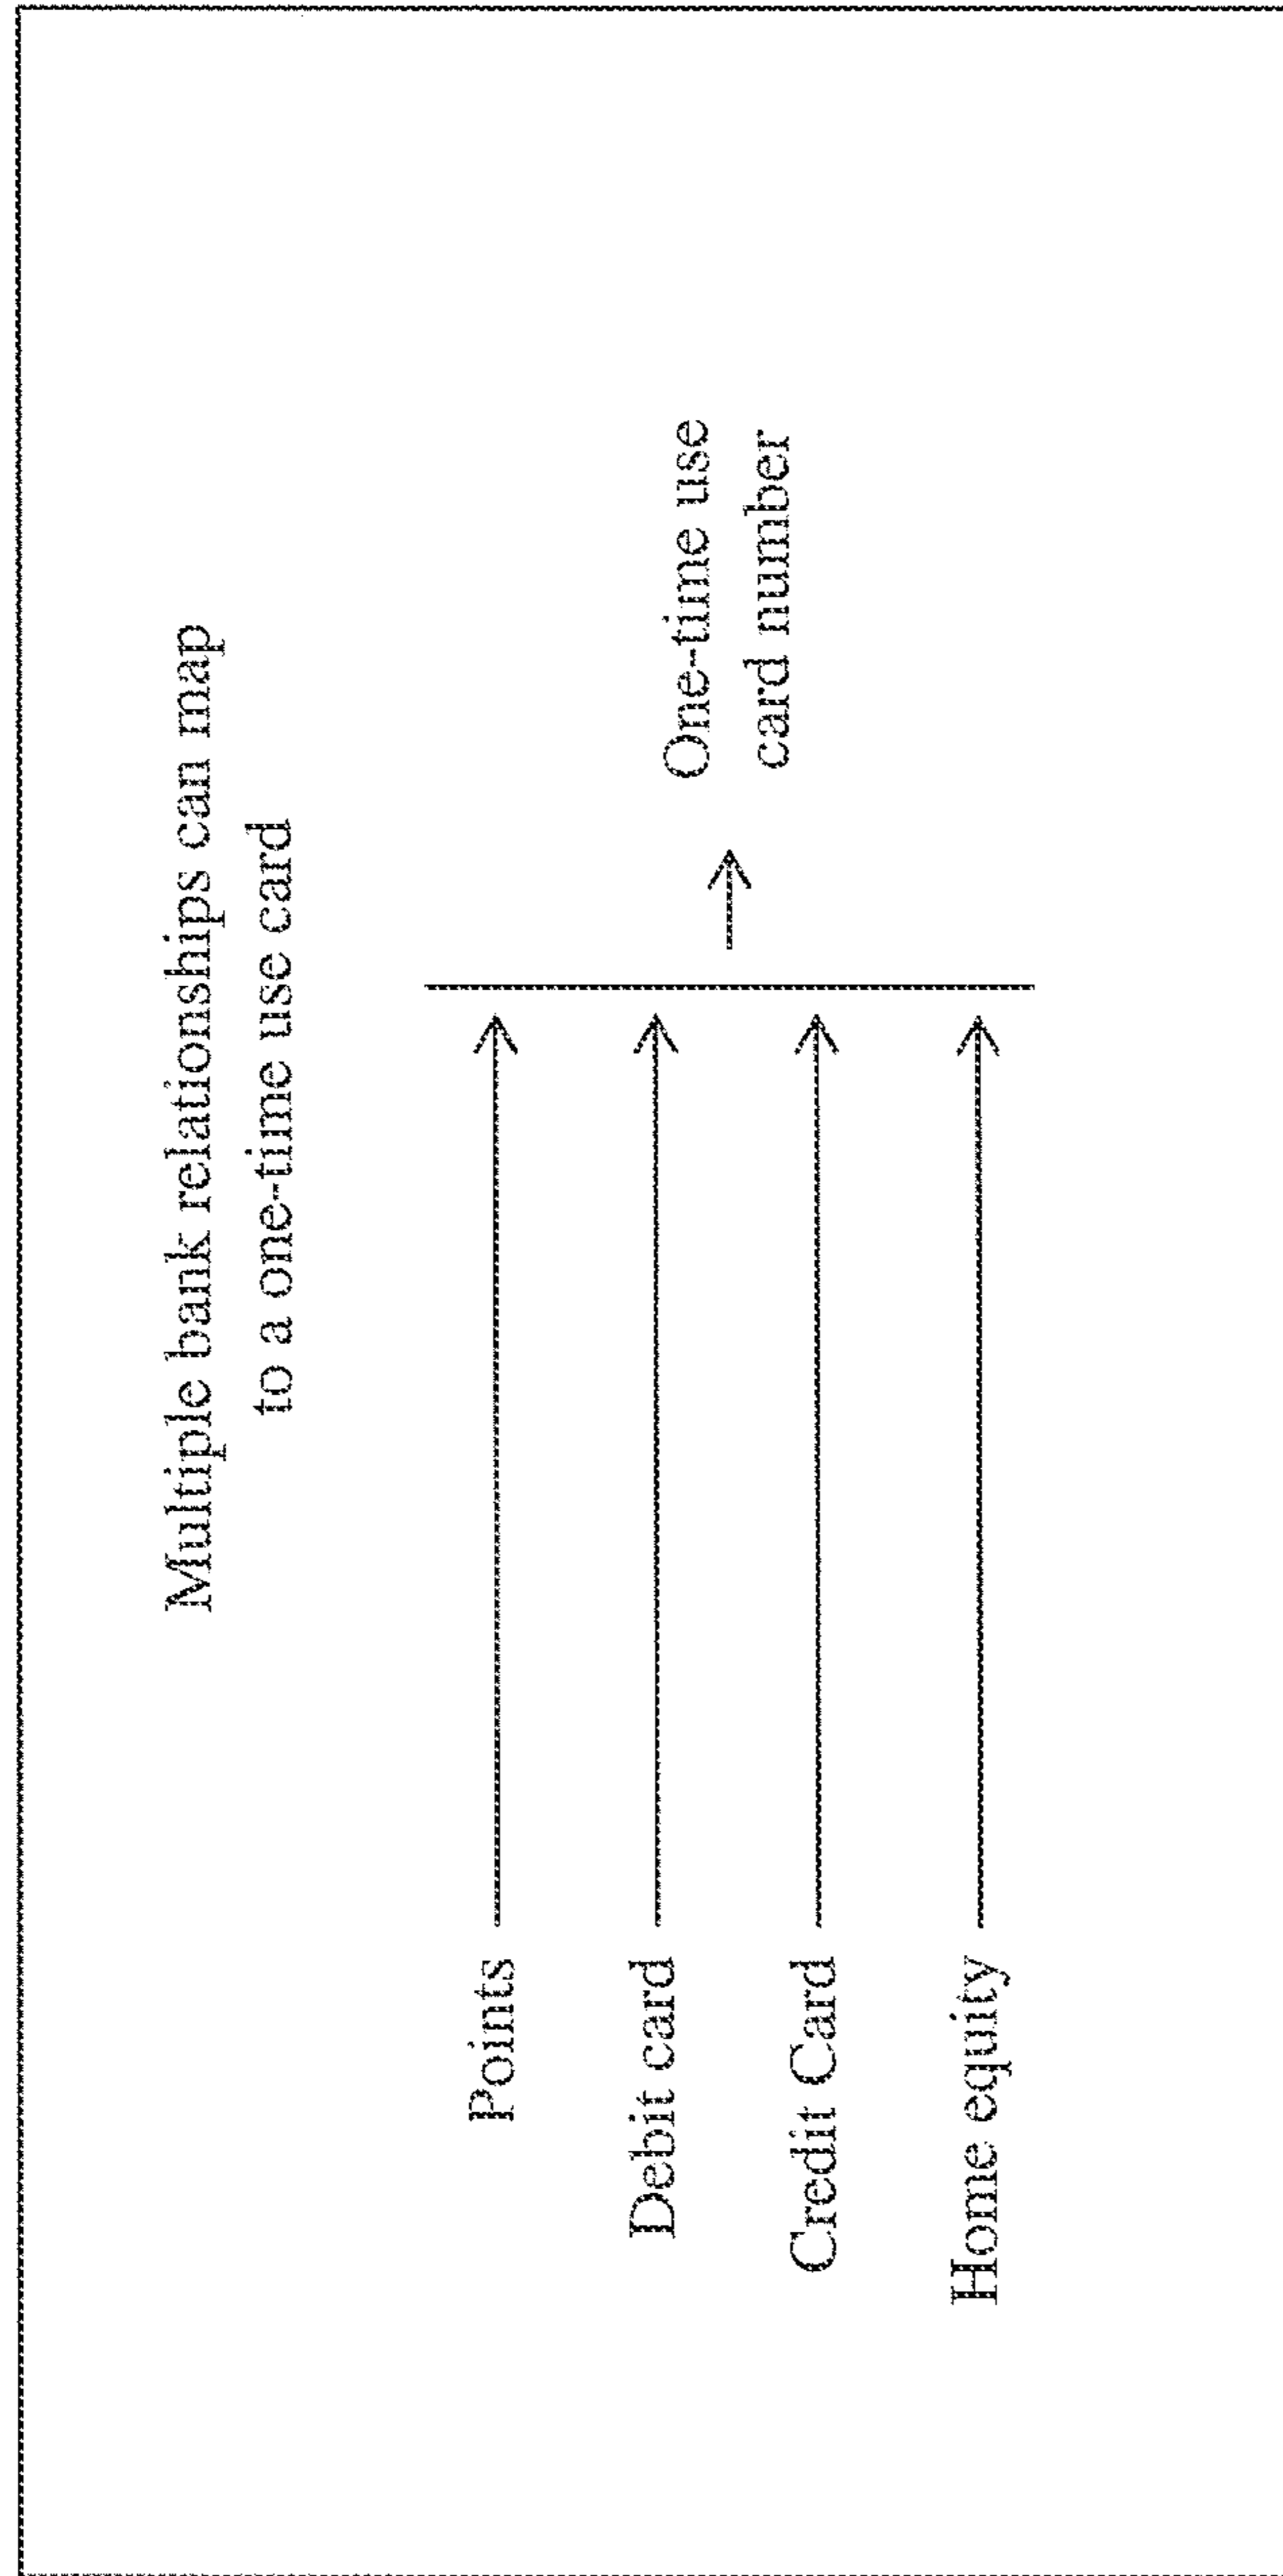 Multiple bank relationships can map
to a one-time use card
Points
Debit card
Credit Card
Home equity
One-time use
card number